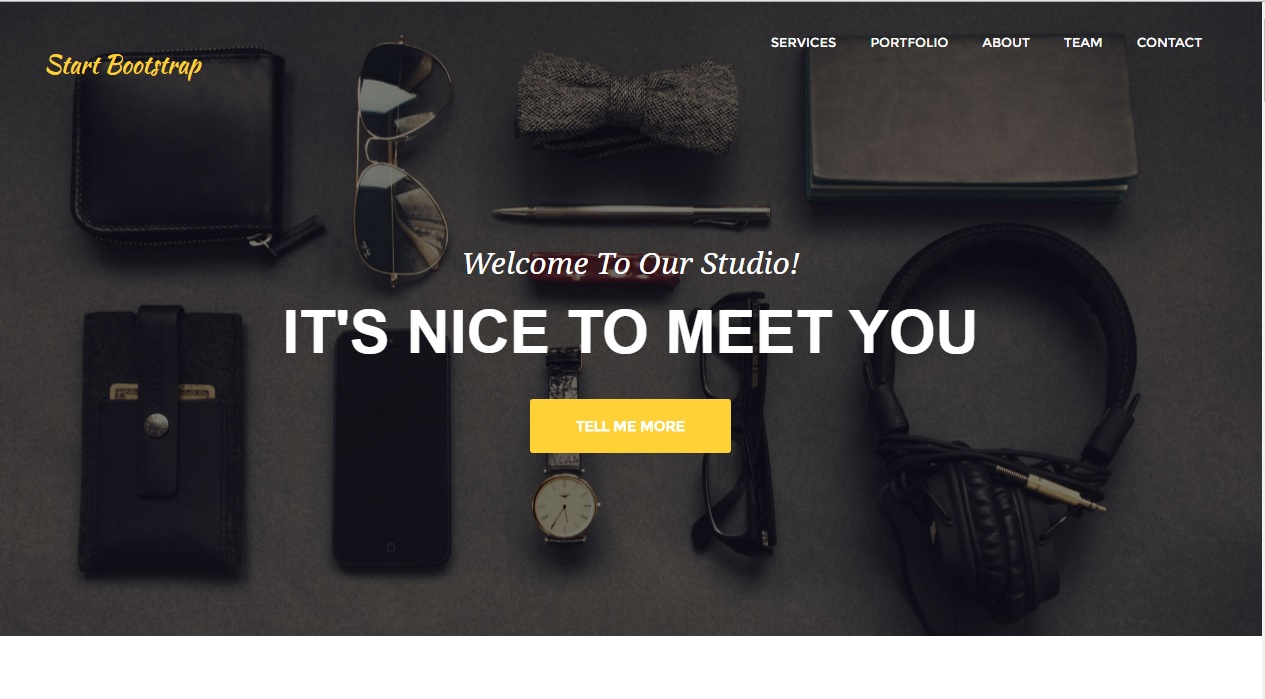 Start Bootstrap
SERVICES PORTFOLIO ABOUT TEAM CONTACT
Welcome To Our Studio!
IT'S NICE TO MEET YOU
TELL ME MORE